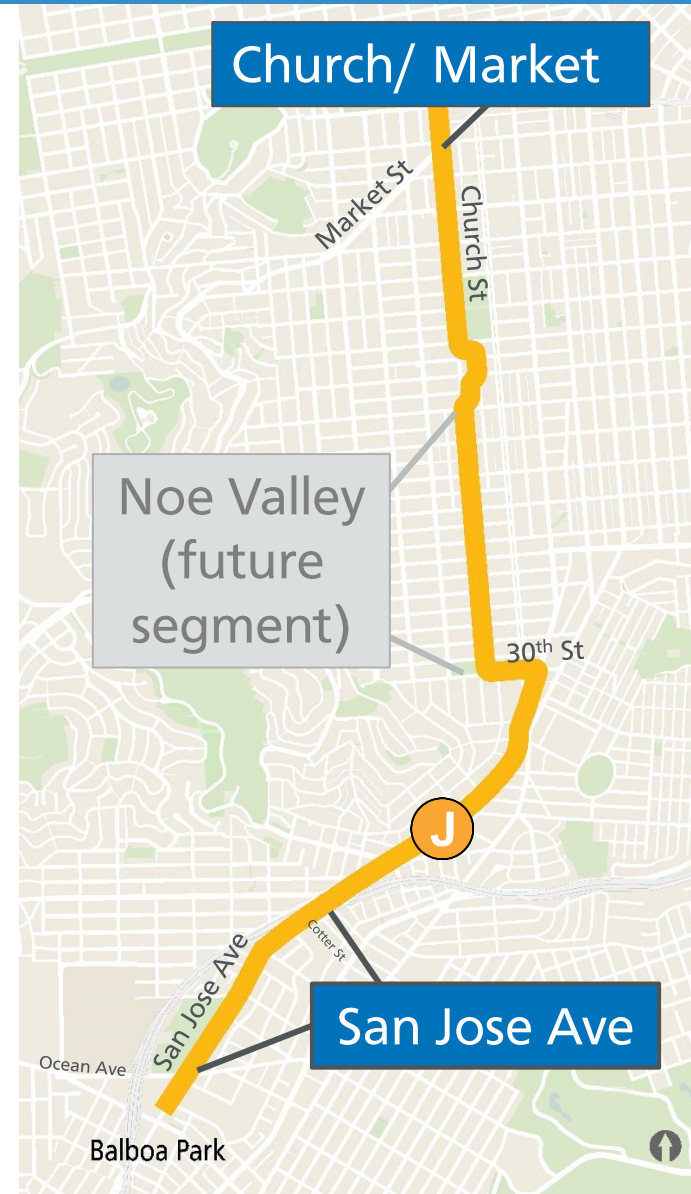 Church/ Market
Market St
Church St
Noe Valley
(future
segment)
30th St
J
Cotter St
San Jose Ave
San Jose Ave
Ocean Ave
Balboa Park